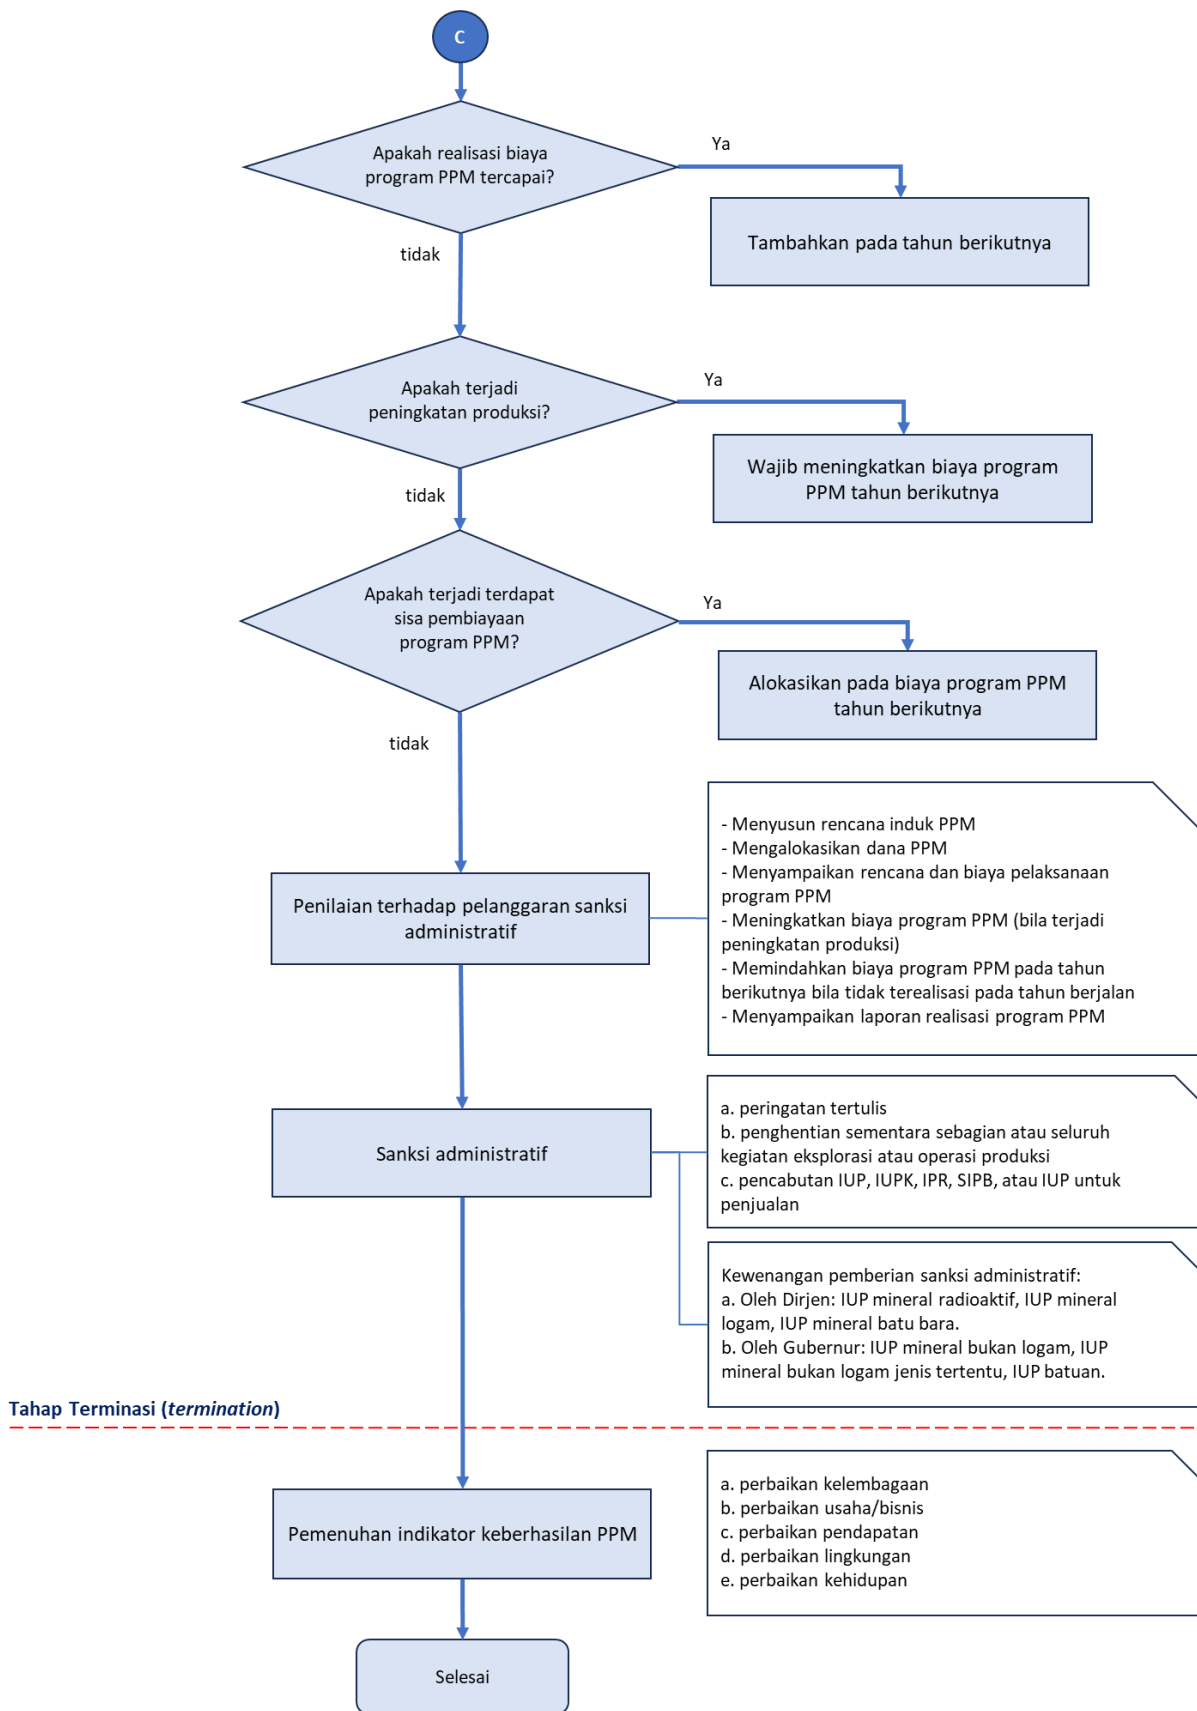 C
Apakah realisasi biaya
program PPM tercapai?
Ya
Tambahkan pada tahun berikutnya
tidak
Apakah terjadi
peningkatan produksi?
Ya
Wajib meningkatkan biaya program
PPM tahun berikutnya
tidak
Apakah terjadi terdapat
sisa pembiayaan
program PPM?
Ya
Alokasikan pada biaya program PPM
tahun berikutnya
tidak
Penilaian terhadap pelanggaran sanksi
administratif
- Menyusun rencana induk PPM
- Mengalokasikan dana PPM
- Menyampaikan rencana dan biaya pelaksanaan
program PPM
- Meningkatkan biaya program PPM (bila terjadi
peningkatan produksi)
- Memindahkan biaya program PPM pada tahun
berikutnya bila tidak terealisasi pada tahun berjalan
- Menyampaikan laporan realisasi program PPM
Sanksi administratif
a. peringatan tertulis
b. penghentian sementara sebagian atau seluruh
kegiatan eksplorasi atau operasi produksi
c. pencabutan IUP, IUPK, IPR, SIPB, atau IUP untuk
penjualan
Kewenangan pemberian sanksi administratif:
a. Oleh Dirjen: IUP mineral radioaktif, IUP mineral
logam, IUP mineral batu bara.
b. Oleh Gubernur: IUP mineral bukan logam, IUP
mineral bukan logam jenis tertentu, IUP batuan.
Tahap Terminasi (termination)
Pemenuhan indikator keberhasilan PPM
a. perbaikan kelembagaan
b. perbaikan usaha/bisnis
c. perbaikan pendapatan
d. perbaikan lingkungan
e. perbaikan kehidupan
Selesai